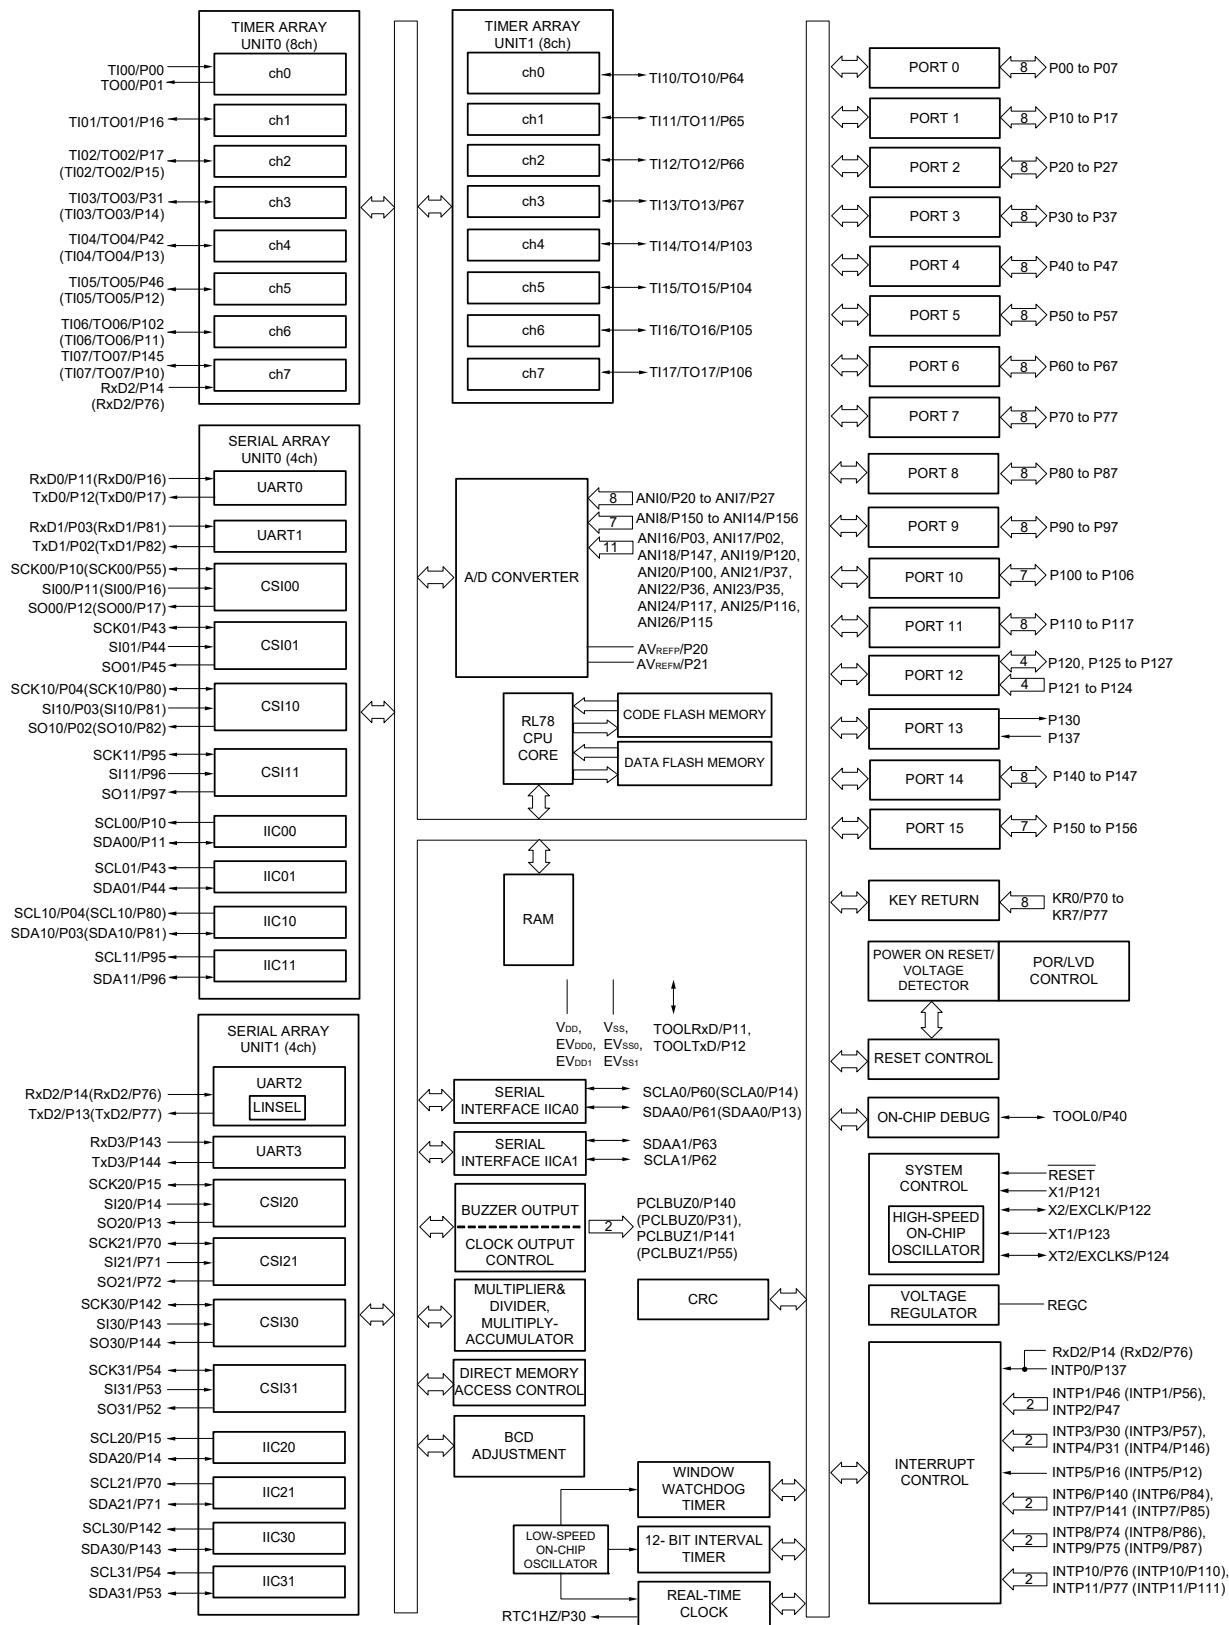 TIMER ARRAY
UNIT0 (8ch)
TI00/P00
TO00/P01
ch0
TI01/TO01/P16
ch1
TI02/TO02/P17
(TI02/TO02/P15)
ch2
TI03/TO03/P31
(TI03/TO03/P14)
ch3
TI04/TO04/P42
(TI04/TO04/P13)
ch4
TI05/TO05/P46
(TI05/TO05/P12)
ch5
TI06/TO06/P102
(TI06/TO06/P11)
ch6
TI07/TO07/P145
(TI07/TO07/P10)
ch7
RxD2/P14
(RxD2/P76)
SERIAL ARRAY
UNIT0 (4ch)
RxD0/P11(RxD0/P16)
TxD0/P12(TxD0/P17)
UART0
RxD1/P03(RxD1/P81)
TxD1/P02(TxD1/P82)
UART1
SCK00/P10(SCK00/P55)
SI00/P11(SI00/P16)
SO00/P12(SO00/P17)
CSI00
SCK01/P43
SI01/P44
SO01/P45
CSI01
SCK10/P04(SCK10/P80)
SI10/P03(SI10/P81)
SO10/P02(SO10/P82)
CSI10
SCK11/P95
SI11/P96
SO11/P97
CSI11
SCL00/P10
SDA00/P11
IIC00
SCL01/P43
SDA01/P44
IIC01
SCL10/P04(SCL10/P80)
SDA10/P03(SDA10/P81)
IIC10
SCL11/P95
SDA11/P96
IIC11
SERIAL ARRAY
UNIT1 (4ch)
RxD2/P14(RxD2/P76)
TxD2/P13(TxD2/P77)
UART2
LINSEL
RxD3/P143
TxD3/P144
UART3
SCK20/P15
SI20/P14
SO20/P13
CSI20
SCK21/P70
SI21/P71
SO21/P72
CSI21
SCK30/P142
SI30/P143
SO30/P144
CSI30
SCK31/P54
SI31/P53
SO31/P52
CSI31
SCL20/P15
SDA20/P14
IIC20
SCL21/P70
SDA21/P71
IIC21
SCL30/P142
SDA30/P143
IIC30
SCL31/P54
SDA31/P53
IIC31
TIMER ARRAY
UNIT1 (8ch)
ch0
TI10/TO10/P64
ch1
TI11/TO11/P65
ch2
TI12/TO12/P66
ch3
TI13/TO13/P67
ch4
TI14/TO14/P103
ch5
TI15/TO15/P104
ch6
TI16/TO16/P105
ch7
TI17/TO17/P106
A/D CONVERTER
8 ANI0/P20 to ANI7/P27
7 ANI8/P150 to ANI14/P156
11 ANI16/P03, ANI17/P02,
ANI18/P147, ANI19/P120,
ANI20/P100, ANI21/P37,
ANI22/P36, ANI23/P35,
ANI24/P117, ANI25/P116,
ANI26/P115
AVREFP/P20
AVREFM/P21
RL78
CPU
CORE
CODE FLASH MEMORY
DATA FLASH MEMORY
RAM
VDD,
EVDD0,
EVDD1
VSS,
EVSS0,
EVSS1
TOOLRxD/P11,
TOOLTxD/P12
SERIAL
INTERFACE IICA0
SCLA0/P60(SCLA0/P14)
SDAA0/P61(SDAA0/P13)
SERIAL
INTERFACE IICA1
SDAA1/P63
SCLA1/P62
BUZZER OUTPUT
CLOCK OUTPUT
CONTROL
2
PCLBUZ0/P140
(PCLBUZ0/P31),
PCLBUZ1/P141
(PCLBUZ1/P55)
MULTIPLIER&
DIVIDER,
MULITIPLY-
ACCUMULATOR
CRC
DIRECT MEMORY
ACCESS CONTROL
BCD
ADJUSTMENT
LOW-SPEED
ON-CHIP
OSCILLATOR
WINDOW
WATCHDOG
TIMER
12- BIT INTERVAL
TIMER
REAL-TIME
CLOCK
RTC1HZ/P30
PORT 0
8 P00 to P07
PORT 1
8 P10 to P17
PORT 2
8 P20 to P27
PORT 3
8 P30 to P37
PORT 4
8 P40 to P47
PORT 5
8 P50 to P57
PORT 6
8 P60 to P67
PORT 7
8 P70 to P77
PORT 8
8 P80 to P87
PORT 9
8 P90 to P97
PORT 10
7 P100 to P106
PORT 11
8 P110 to P117
PORT 12
4 P120, P125 to P127
4 P121 to P124
PORT 13
P130
P137
PORT 14
8 P140 to P147
PORT 15
7 P150 to P156
KEY RETURN
8 KR0/P70 to
KR7/P77
POWER ON RESET/
VOLTAGE
DETECTOR
POR/LVD
CONTROL
RESET CONTROL
ON-CHIP DEBUG
TOOL0/P40
SYSTEM
CONTROL
HIGH-SPEED
ON-CHIP
OSCILLATOR
RESET
X1/P121
X2/EXCLK/P122
XT1/P123
XT2/EXCLKS/P124
VOLTAGE
REGULATOR
REGC
INTERRUPT
CONTROL
RxD2/P14 (RxD2/P76)
INTP0/P137
2 INTP1/P46 (INTP1/P56),
INTP2/P47
2 INTP3/P30 (INTP3/P57),
INTP4/P31 (INTP4/P146)
INTP5/P16 (INTP5/P12)
2 INTP6/P140 (INTP6/P84),
INTP7/P141 (INTP7/P85)
2 INTP8/P74 (INTP8/P86),
INTP9/P75 (INTP9/P87)
2 INTP10/P76 (INTP10/P110),
INTP11/P77 (INTP11/P111)